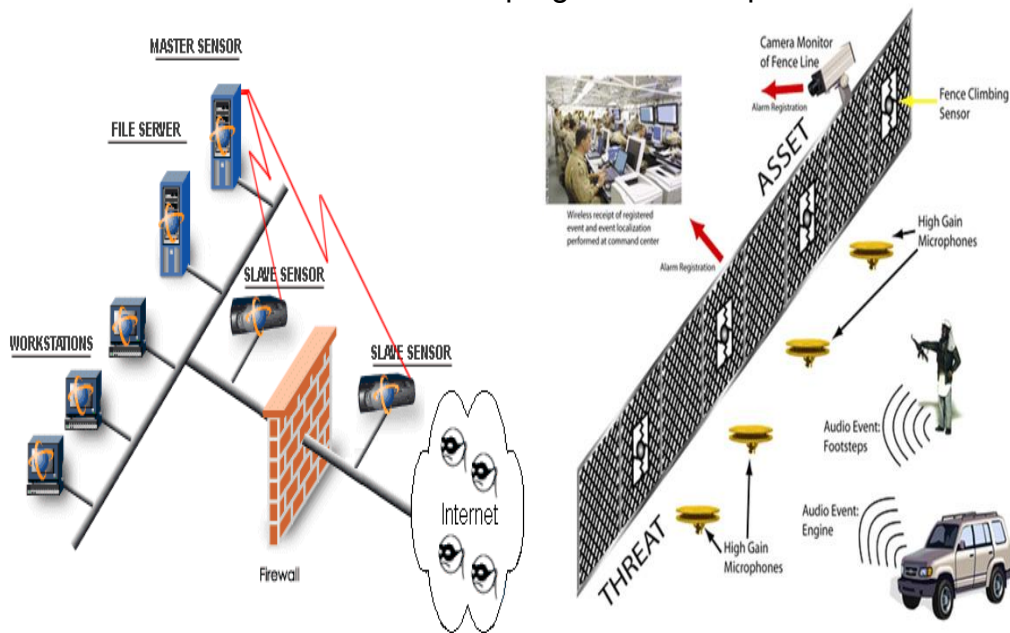 MASTER SENSOR
FILE SERVER
SLAVE SENSOR
WORKSTATIONS
SLAVE SENSOR
Internet
Firewall
Camera Monitor
of Fence Line
Alarm Registration
Fence Climbing
Sensor
ASSET
Wireless receipt of registered
event and event localization
performed at command center
Alarm Registration
High Gain
Microphones
Audio Event:
Footsteps
Audio Event:
Engine
High Gain
Microphones
THREAT